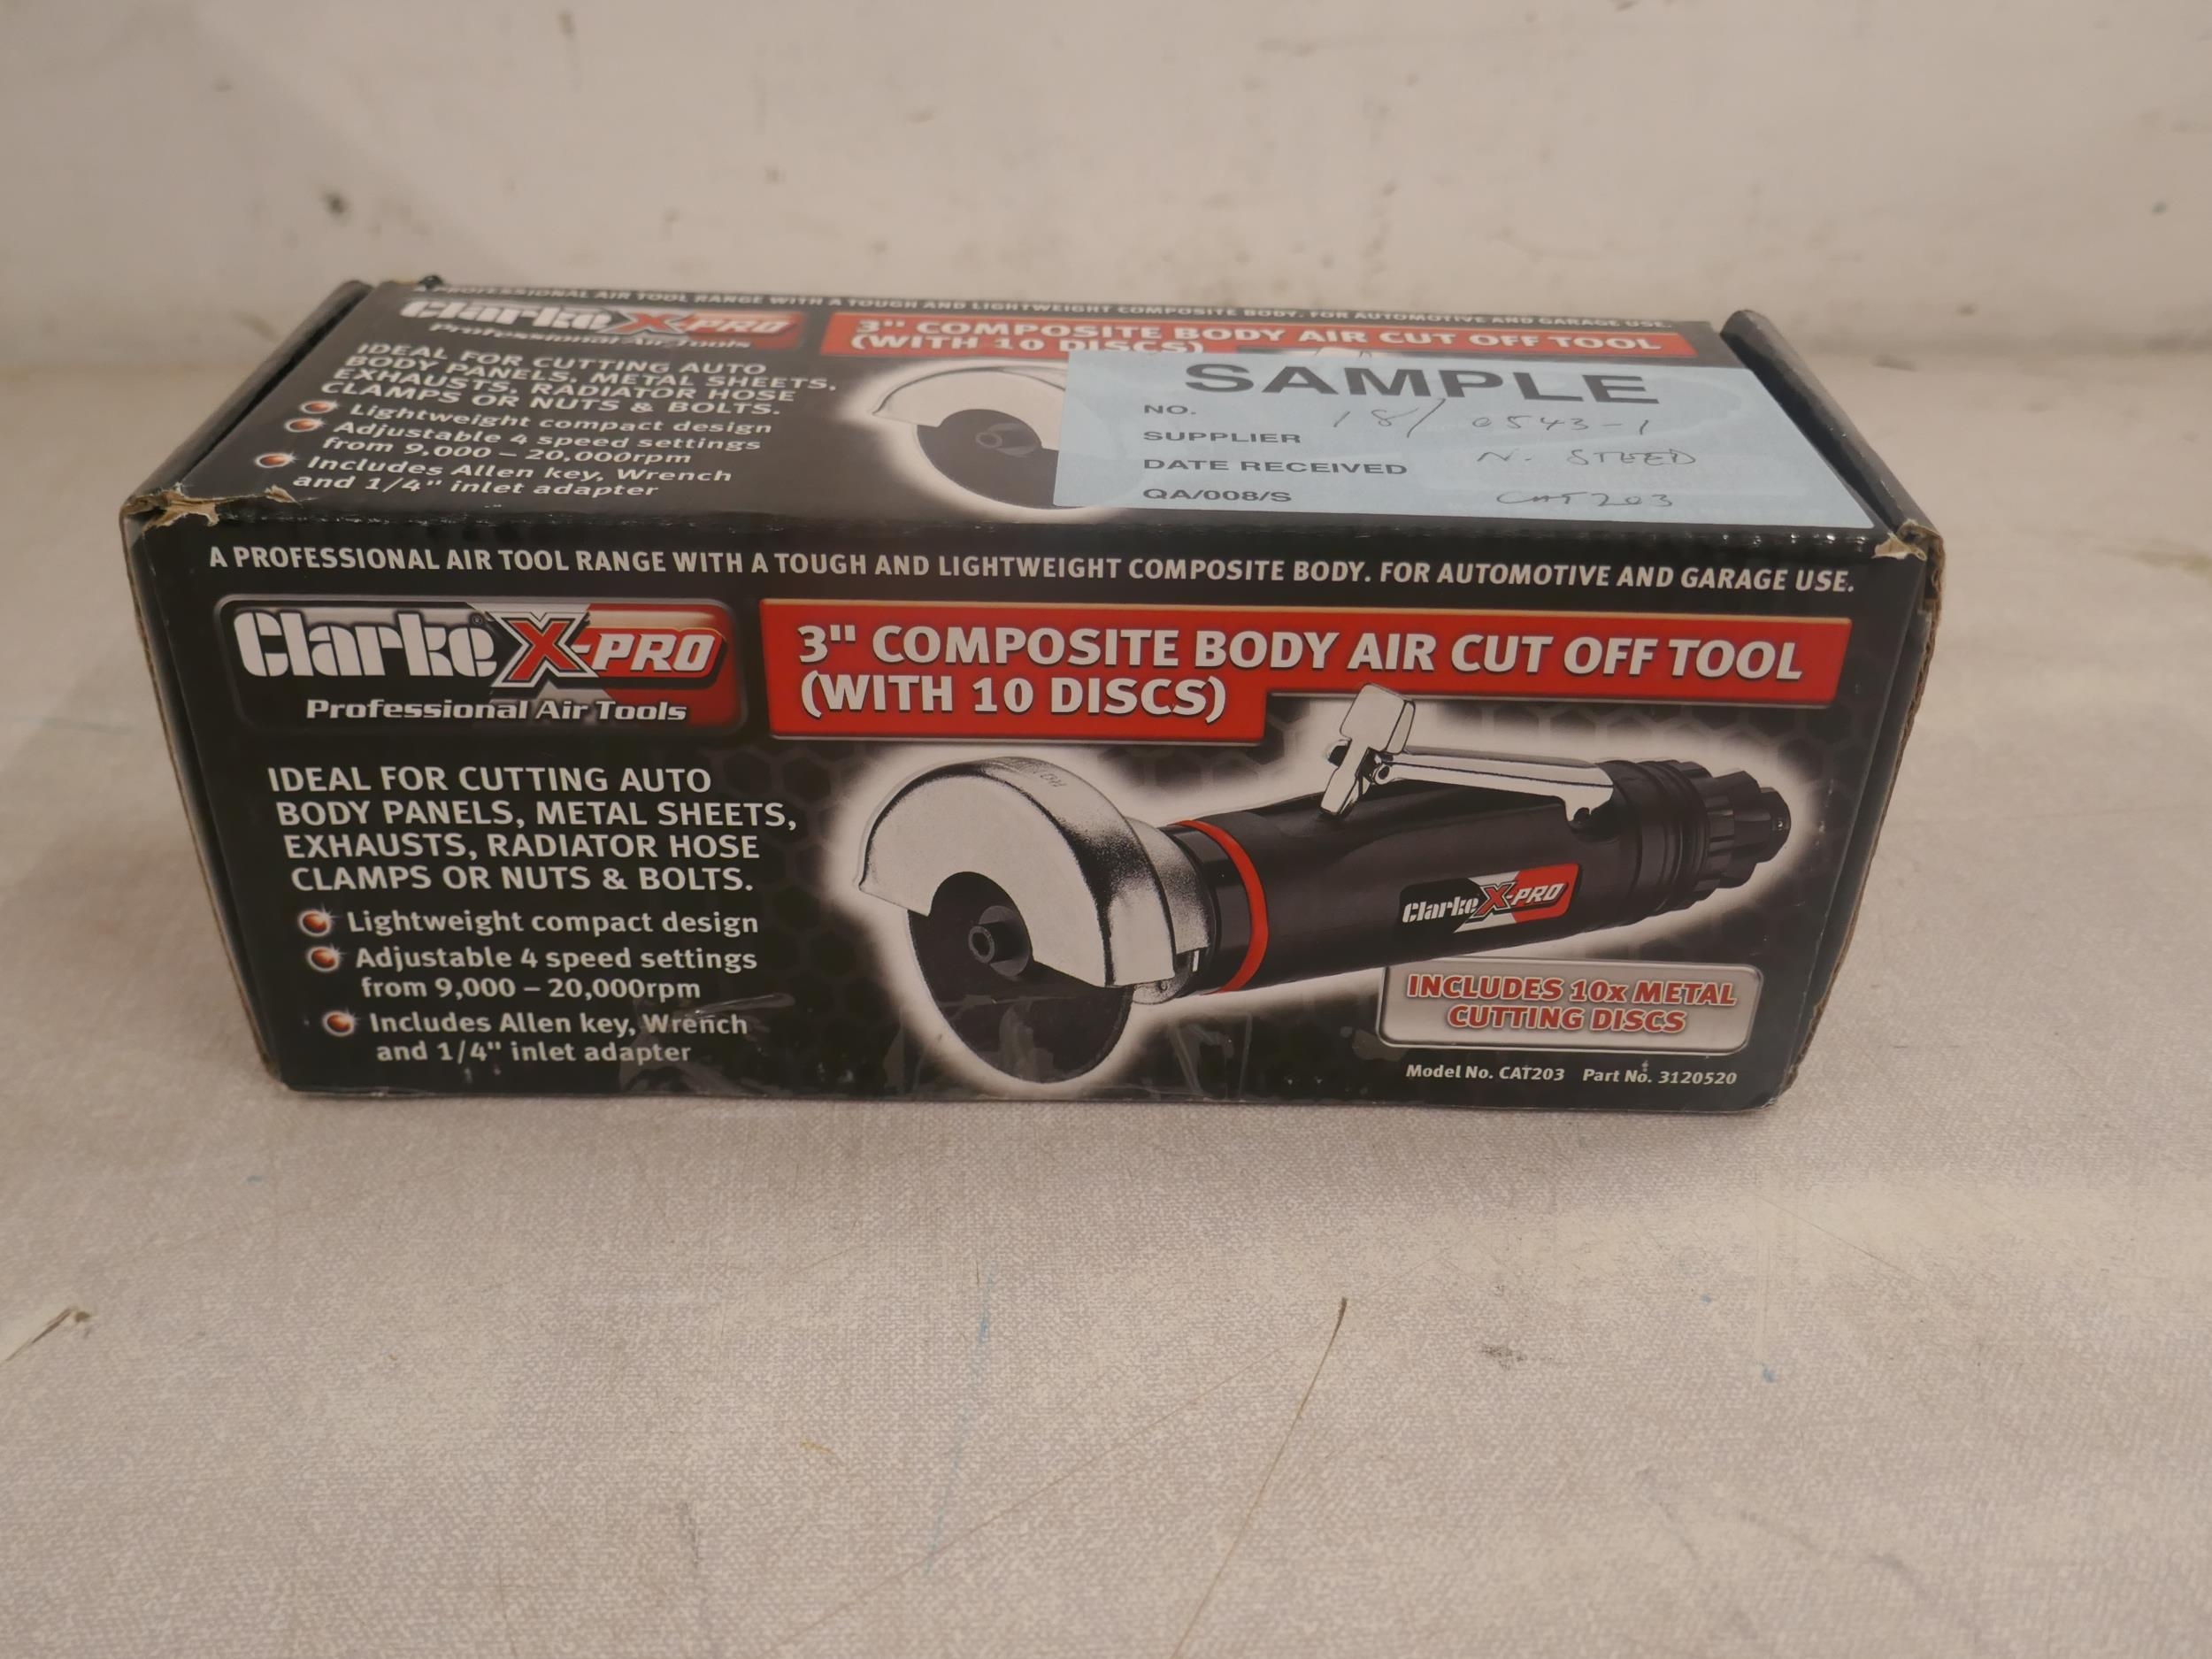 A PROFESSIONAL AIR TOOL RANGE WITH A TOUGH AND LIGHTWEIGHT COMPOSITE BODY. FOR AUTOMOTIVE AND GARAGE USE.
Clarke X-PRO
Professional Air Tools
3" COMPOSITE BODY AIR CUT OFF TOOL
(WITH 10 DISCS)
IDEAL FOR CUTTING AUTO
BODY PANELS, METAL SHEETS,
EXHAUSTS, RADIATOR HOSE
CLAMPS OR NUTS & BOLTS.
Lightweight compact design
Adjustable 4 speed settings
from 9,000 – 20,000rpm
Includes Allen key, Wrench
and 1/4" inlet adapter
SAMPLE
NO. 18/0543-1
SUPPLIER N. STEED
DATE RECEIVED
QA/008/S CAT203
A PROFESSIONAL AIR TOOL RANGE WITH A TOUGH AND LIGHTWEIGHT COMPOSITE BODY. FOR AUTOMOTIVE AND GARAGE USE.
Clarke® X-PRO
Professional Air Tools
3" COMPOSITE BODY AIR CUT OFF TOOL
(WITH 10 DISCS)
IDEAL FOR CUTTING AUTO
BODY PANELS, METAL SHEETS,
EXHAUSTS, RADIATOR HOSE
CLAMPS OR NUTS & BOLTS.
Lightweight compact design
Adjustable 4 speed settings
from 9,000 – 20,000rpm
Includes Allen key, Wrench
and 1/4" inlet adapter
Clarke X-PRO
INCLUDES 10x METAL
CUTTING DISCS
Model No. CAT203 Part No. 3120520